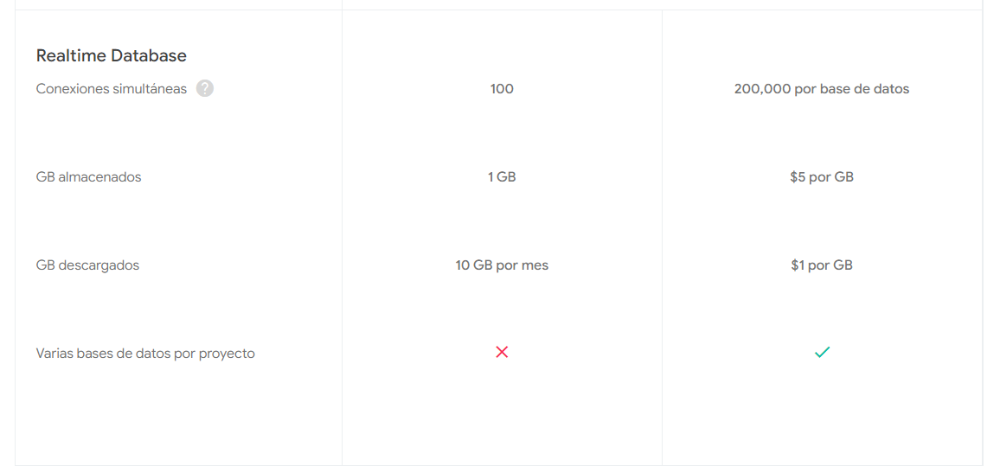 Realtime Database
Conexiones simultáneas ? 100 200,000 por base de datos
GB almacenados 1 GB $5 por GB
GB descargados 10 GB por mes $1 por GB
Varias bases de datos por proyecto